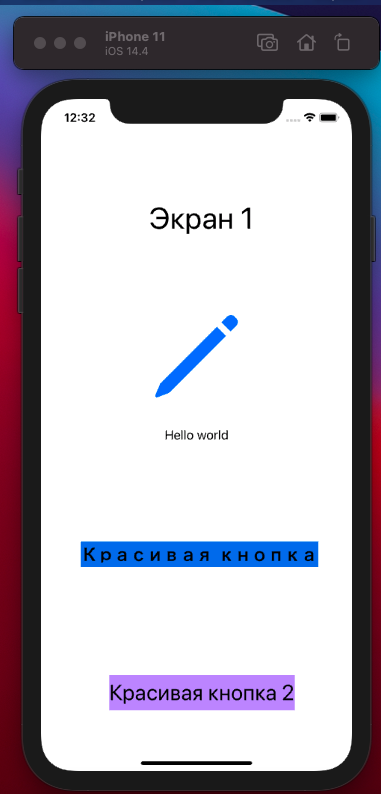 iPhone 11
iOS 14.4
12:32
Экран 1
Hello world
Красивая кнопка
Красивая кнопка 2